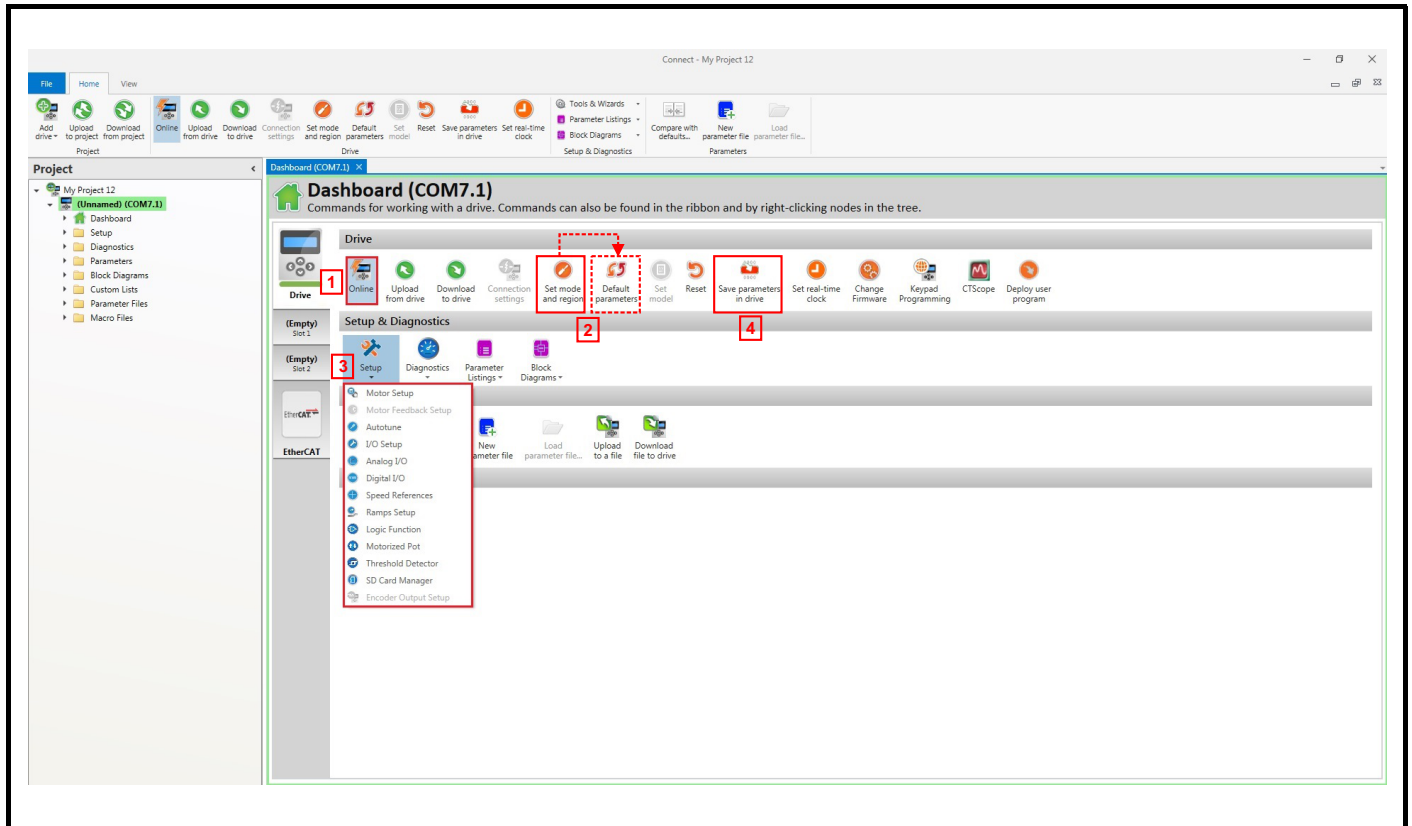 Connect - My Project 12
File Home View
Add drive
Upload to project
Download from project
Online
Upload from drive
Download to drive
Connection settings
Set mode and region
Default parameters
Set model
Reset
Save parameters in drive
Set real-time clock
Tools & Wizards
Parameter Listings
Block Diagrams
Compare with defaults...
New parameter file
Load parameter file...
Project
Drive
Setup & Diagnostics
Parameters
Project
My Project 12
(Unnamed) (COM7.1)
Dashboard
Setup
Diagnostics
Parameters
Block Diagrams
Custom Lists
Parameter Files
Macro Files
Dashboard (COM7.1)
Dashboard (COM7.1)
Commands for working with a drive. Commands can also be found in the ribbon and by right-clicking nodes in the tree.
Drive
(Empty)
Slot 1
(Empty)
Slot 2
EtherCAT
EtherCAT
Drive
1
Online
Upload from drive
Download to drive
Connection settings
Set mode and region
Default parameters
Set model
Reset
Save parameters in drive
Set real-time clock
Change Firmware
Keypad Programming
CTScope
Deploy user program
2
4
Setup & Diagnostics
3
Setup
Diagnostics
Parameter Listings
Block Diagrams
Motor Setup
Motor Feedback Setup
Autotune
I/O Setup
Analog I/O
Digital I/O
Speed References
Ramps Setup
Logic Function
Motorized Pot
Threshold Detector
SD Card Manager
Encoder Output Setup
New
ameter file
Load parameter file...
Upload to a file
Download file to drive